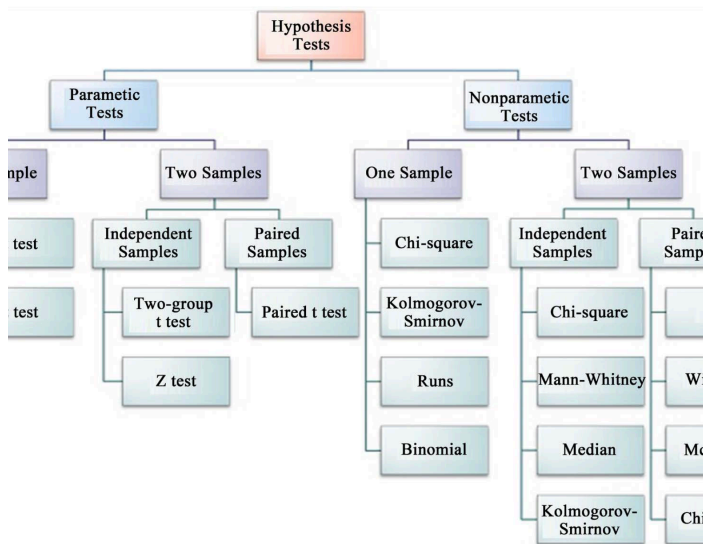 Hypothesis
Tests
Parametic
Tests
Nonparametic
Tests
Two Samples
One Sample
Two Samples
test
Independent
Samples
Paired
Samples
Chi-square
Independent
Samples
test
Two-group
t test
Paired t test
Kolmogorov-
Smirnov
Chi-square
Z test
Runs
Mann-Whitney
Binomial
Median
Kolmogorov-
Smirnov